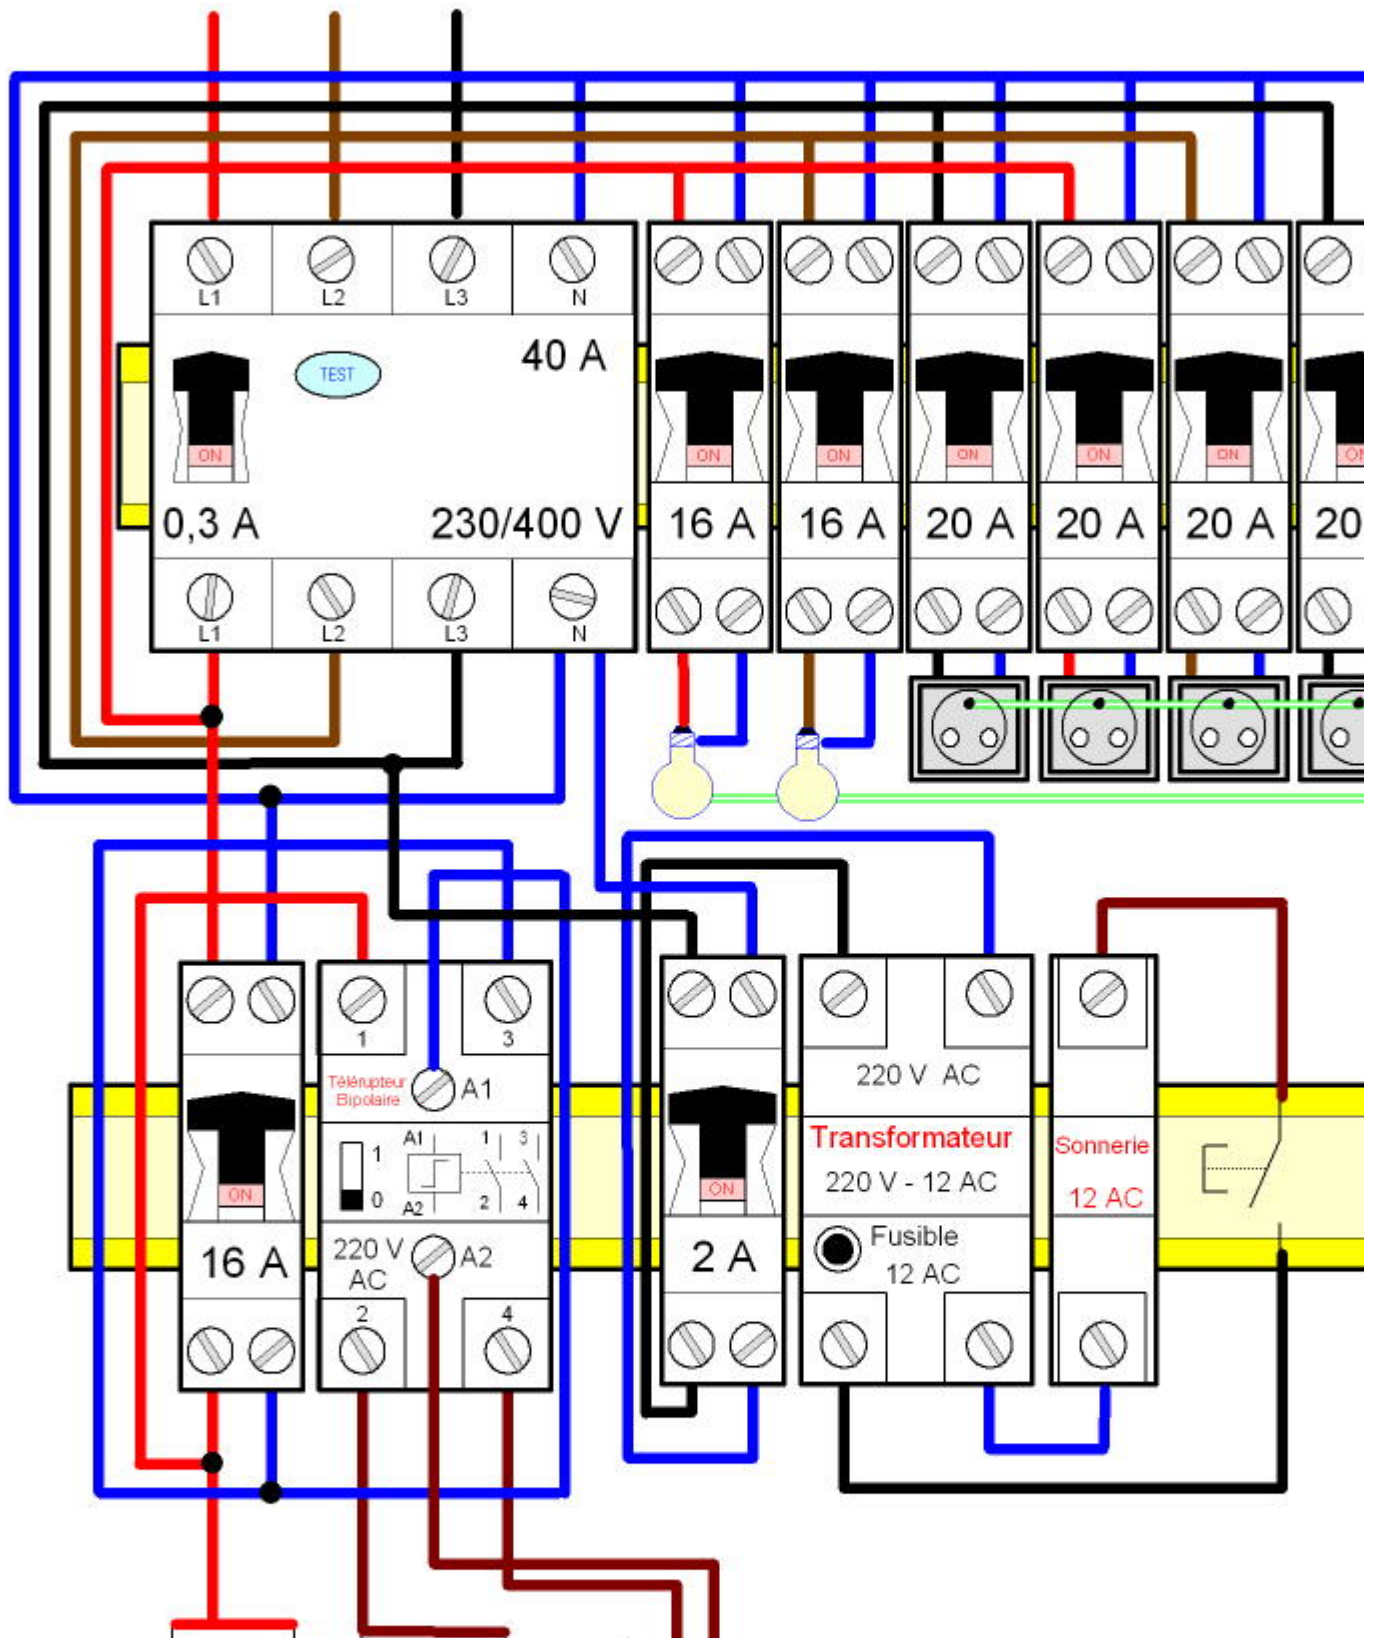 L1 L2 L3 N
40 A
TEST
ON ON ON ON ON ON
0,3 A 230/400 V 16 A 16 A 20 A 20 A 20 A 20
L1 L2 L3 N
1 3
Télérupteur
Bipolaire
A1
220 V AC
A1 1 3
1
0
A2 2 4
Transformateur
220 V - 12 AC
Sonnerie
12 AC
ON ON
16 A
220 V
AC
A2
2 A
Fusible
12 AC
2 4